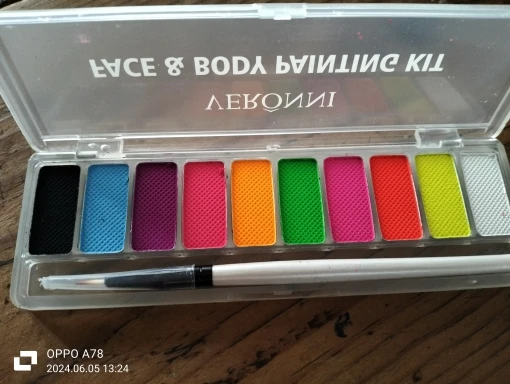 FACE & BODY PAINTING KIT
VERONNI
OPPO A78
2024.06.05 13:24